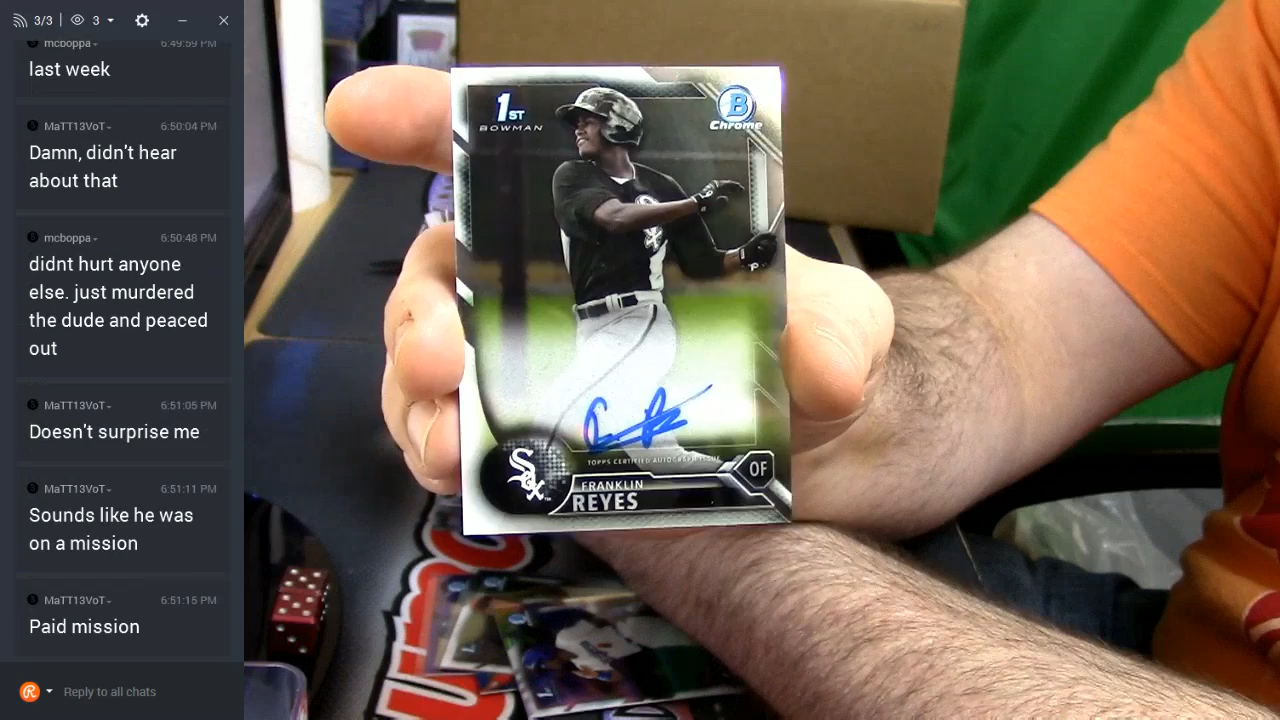 3/3
3
mcboppa
6:49:59 PM
last week
MaTT13VoT
6:50:04 PM
Damn, didn't hear
about that
mcboppa
6:50:48 PM
didnt hurt anyone
else. just murdered
the dude and peaced
out
MaTT13VoT
6:51:05 PM
Doesn't surprise me
MaTT13VoT
6:51:11 PM
Sounds like he was
on a mission
MaTT13VoT
6:51:15 PM
Paid mission
Reply to all chats
1ST
BOWMAN
B
Chrome
Sox
TOPPS CERTIFIED AUTOGRAPH ISSUE
OF
Sox
FRANKLIN
REYES